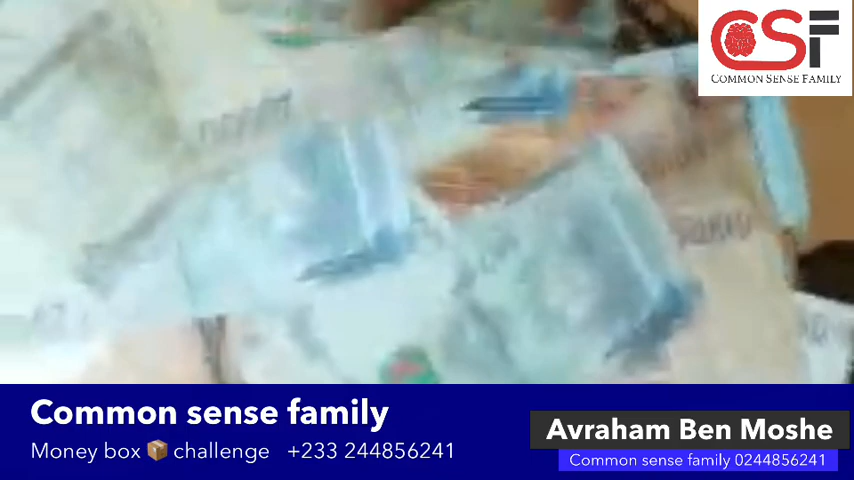 CSF
COMMON SENSE FAMILY
Common sense family
Money box 📦 challenge +233 244856241
Avraham Ben Moshe
Common sense family 0244856241